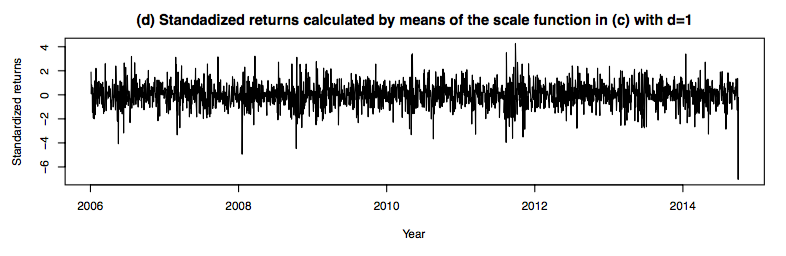 (d) Standadized returns calculated by means of the scale function in (c) with d=1
Standardized returns
4
2
0
−2
−4
−6
2006 2008 2010 2012 2014
Year